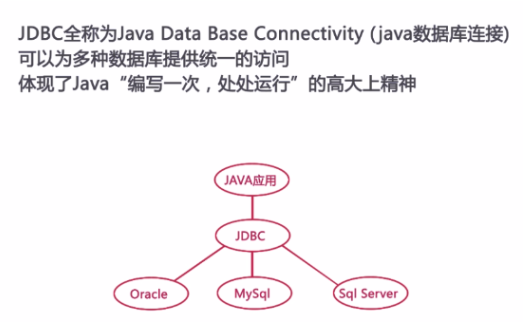 JDBC全称为Java Data Base Connectivity (java数据库连接)
可以为多种数据库提供统一的访问
体现了Java“编写一次，处处运行”的高大上精神
JAVA应用
JDBC
Oracle
MySql
Sql Server